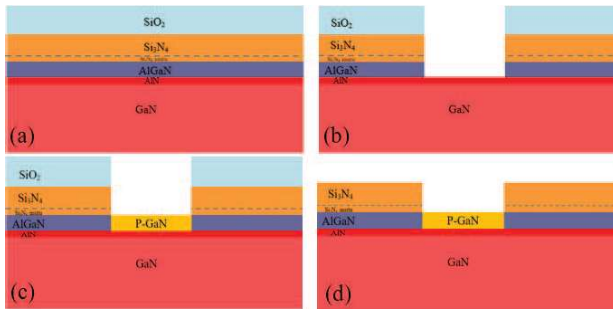 SiO₂
Si₃N₄
AlGaN
AlN
GaN
(a)
SiO₂
Si₃N₄
AlGaN
AlN
GaN
(b)
SiO₂
Si₃N₄
AlGaN
P-GaN
AlN
GaN
(c)
Si₃N₄
AlGaN
P-GaN
AlN
GaN
(d)